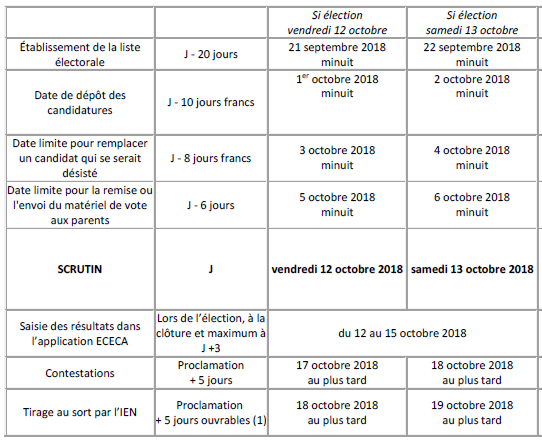 Si élection
vendredi 12 octobre
Si élection
samedi 13 octobre
Établissement de la liste
électorale
J - 20 jours
21 septembre 2018
minuit
22 septembre 2018
minuit
Date de dépôt des
candidatures
J - 10 jours francs
1er octobre 2018
minuit
2 octobre 2018
minuit
Date limite pour remplacer
un candidat qui se serait
désisté
J - 8 jours francs
3 octobre 2018
minuit
4 octobre 2018
minuit
Date limite pour la remise ou
l'envoi du matériel de vote
aux parents
J - 6 jours
5 octobre 2018
minuit
6 octobre 2018
minuit
SCRUTIN
J
vendredi 12 octobre 2018
samedi 13 octobre 2018
Saisie des résultats dans
l’application ECECA
Lors de l’élection, à la
clôture et maximum à
J +3
du 12 au 15 octobre 2018
Contestations
Proclamation
+ 5 jours
17 octobre 2018
au plus tard
18 octobre 2018
au plus tard
Tirage au sort par l’IEN
Proclamation
+ 5 jours ouvrables (1)
18 octobre 2018
au plus tard
19 octobre 2018
au plus tard